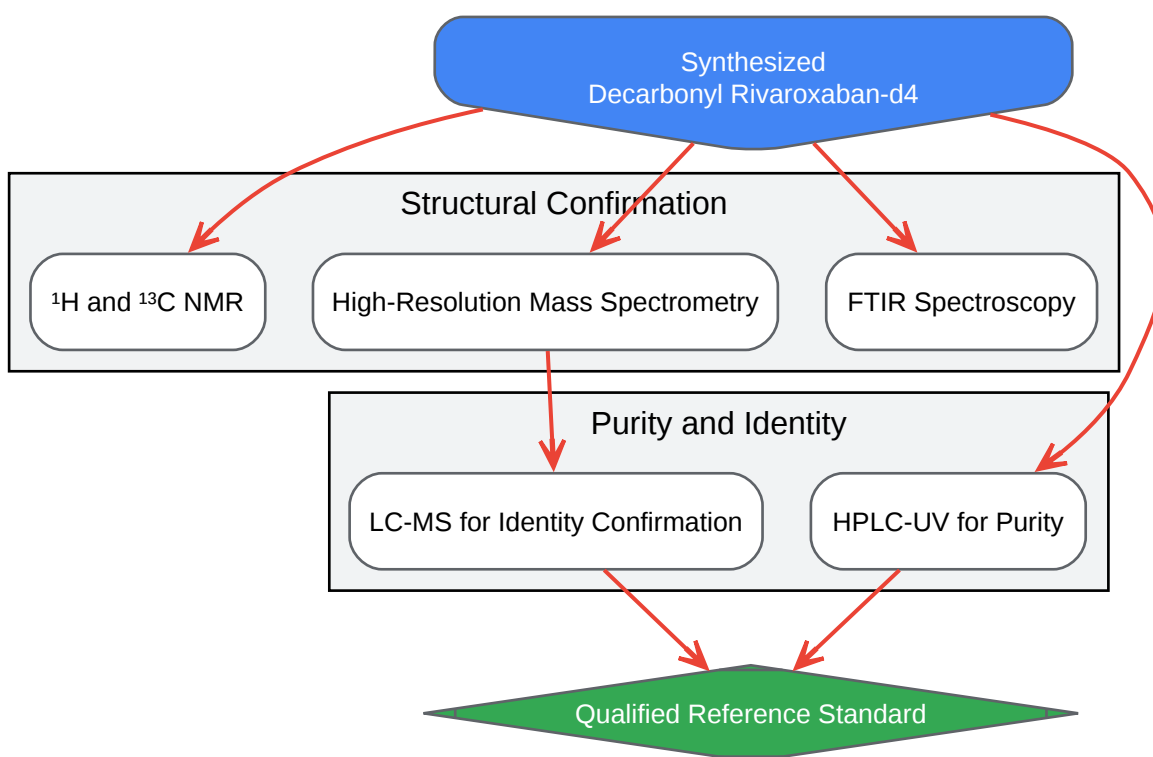 Synthesized
Decarbonyl Rivaroxaban-d4
Structural Confirmation
¹H and ¹³C NMR
High-Resolution Mass Spectrometry
FTIR Spectroscopy
Purity and Identity
LC-MS for Identity Confirmation
HPLC-UV for Purity
Qualified Reference Standard